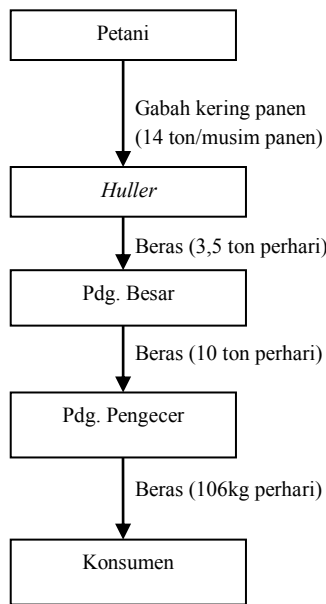 Petani
Gabah kering panen
(14 ton/musim panen)
Huller
Beras (3,5 ton perhari)
Pdg. Besar
Beras (10 ton perhari)
Pdg. Pengecer
Beras (106kg perhari)
Konsumen